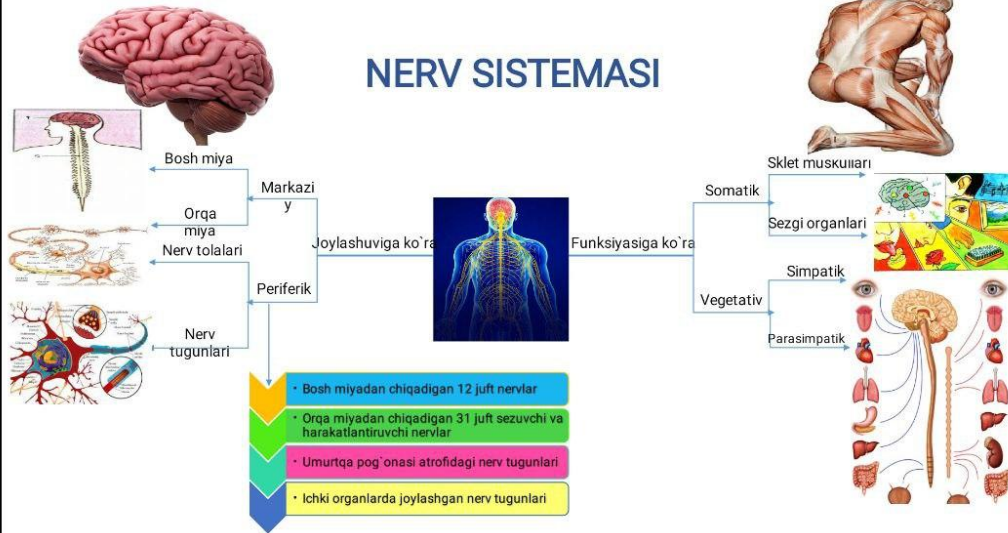 NERV SISTEMASI
Bosh miya
Markazi
y
Orqa
miya
Nerv tolalari
Joylashuviga ko`ra
Periferik
Nerv
tugunlari
Funksiyasiga ko`ra
Somatik
Sklet muskullari
Sezgi organlari
Vegetativ
Simpatik
Parasimpatik
• Bosh miyadan chiqadigan 12 juft nervlar
• Orqa miyadan chiqadigan 31 juft sezuvchi va
harakatlantiruvchi nervlar
• Umurtqa pog`onasi atrofidagi nerv tugunlari
• Ichki organlarda joylashgan nerv tugunlari